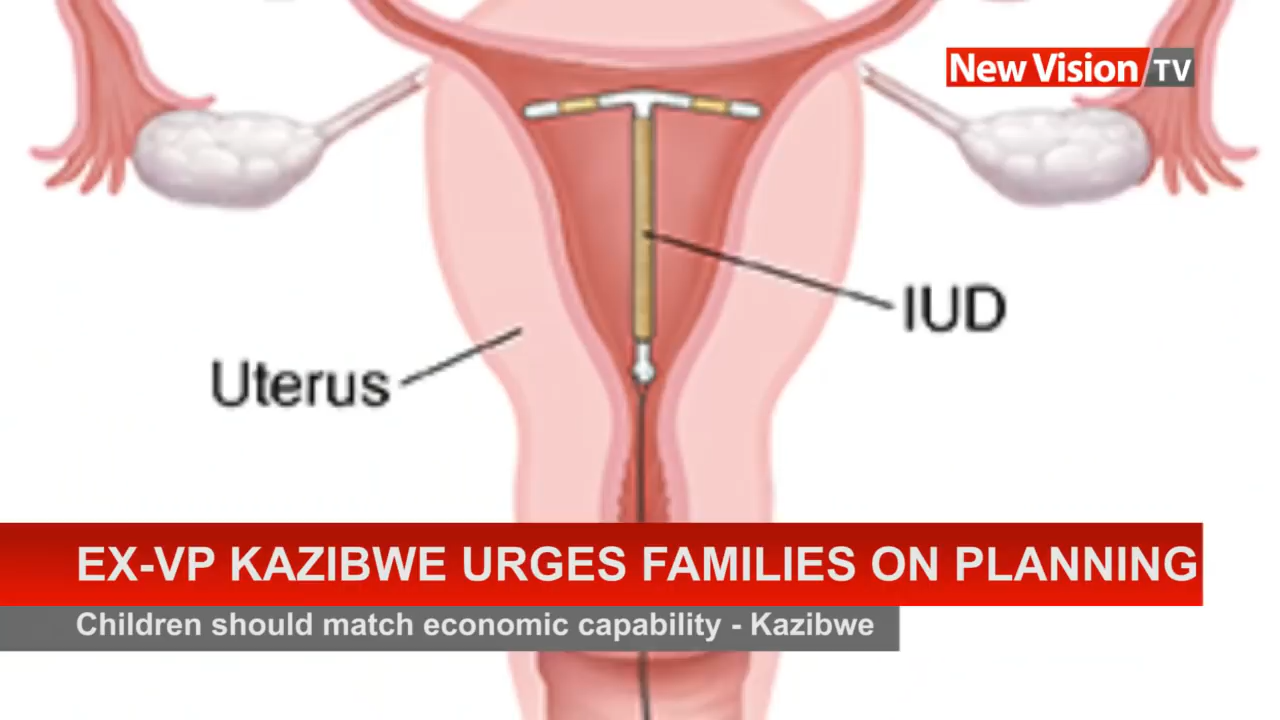 New Vision TV
IUD
Uterus
EX-VP KAZIBWE URGES FAMILIES ON PLANNING
Children should match economic capability - Kazibwe